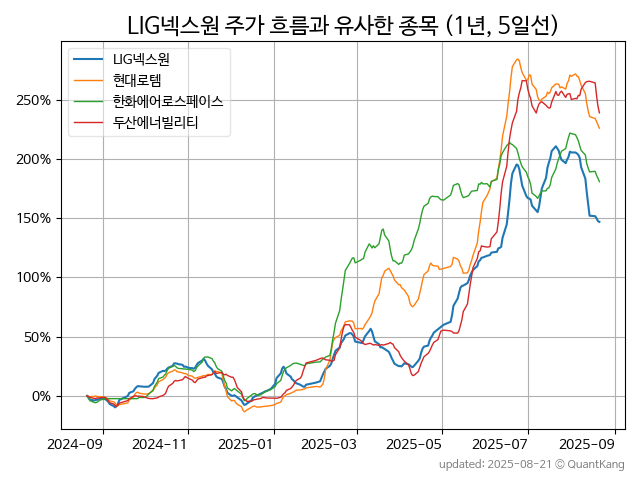 LIG넥스원 주가 흐름과 유사한 종목 (1년, 5일선)
LIG넥스원
현대로템
한화에어로스페이스
두산에너빌리티
250%
200%
150%
100%
50%
0%
2024-09 2024-11 2025-01 2025-03 2025-05 2025-07 2025-09
updated: 2025-08-21 © QuantKang